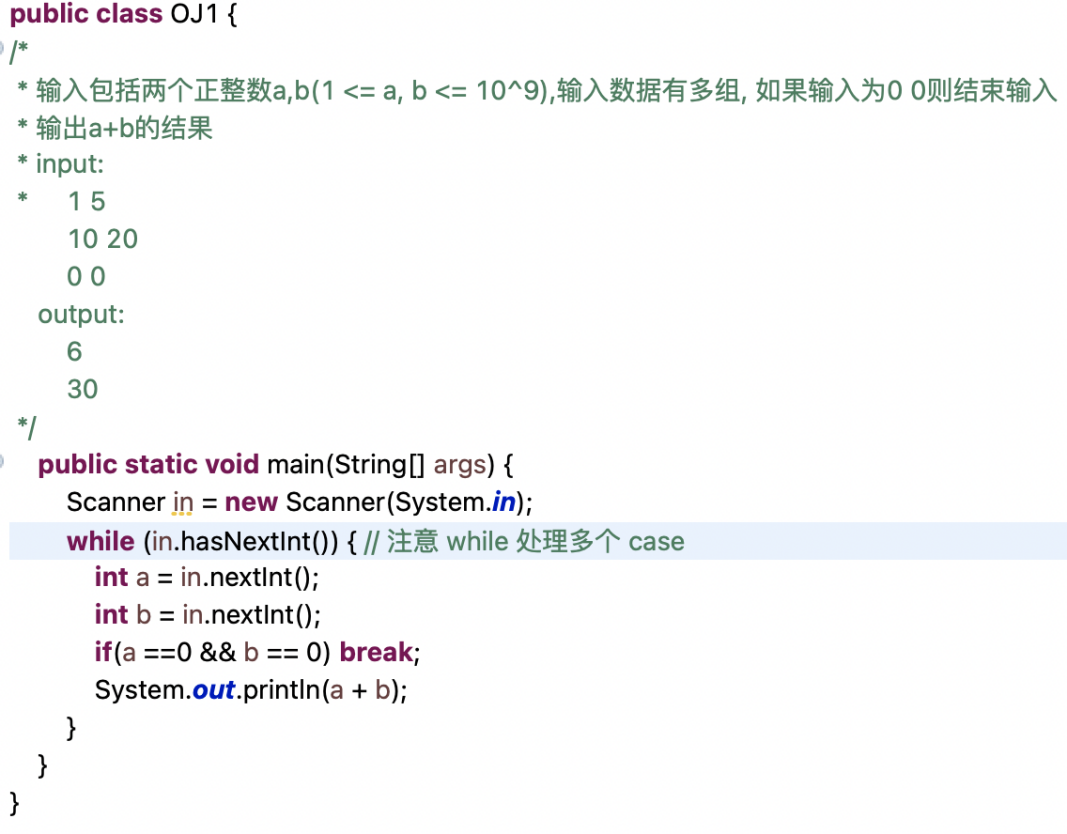 public class OJ1 {
/*
* 输入包括两个正整数a,b(1 <= a, b <= 10^9),输入数据有多组, 如果输入为0 0则结束输入
* 输出a+b的结果
* input:
* 1 5
10 20
0 0
output:
6
30
*/
public static void main(String[] args) {
Scanner in = new Scanner(System.in);
while (in.hasNextInt()) { // 注意 while 处理多个 case
int a = in.nextInt();
int b = in.nextInt();
if(a ==0 && b == 0) break;
System.out.println(a + b);
}
}
}